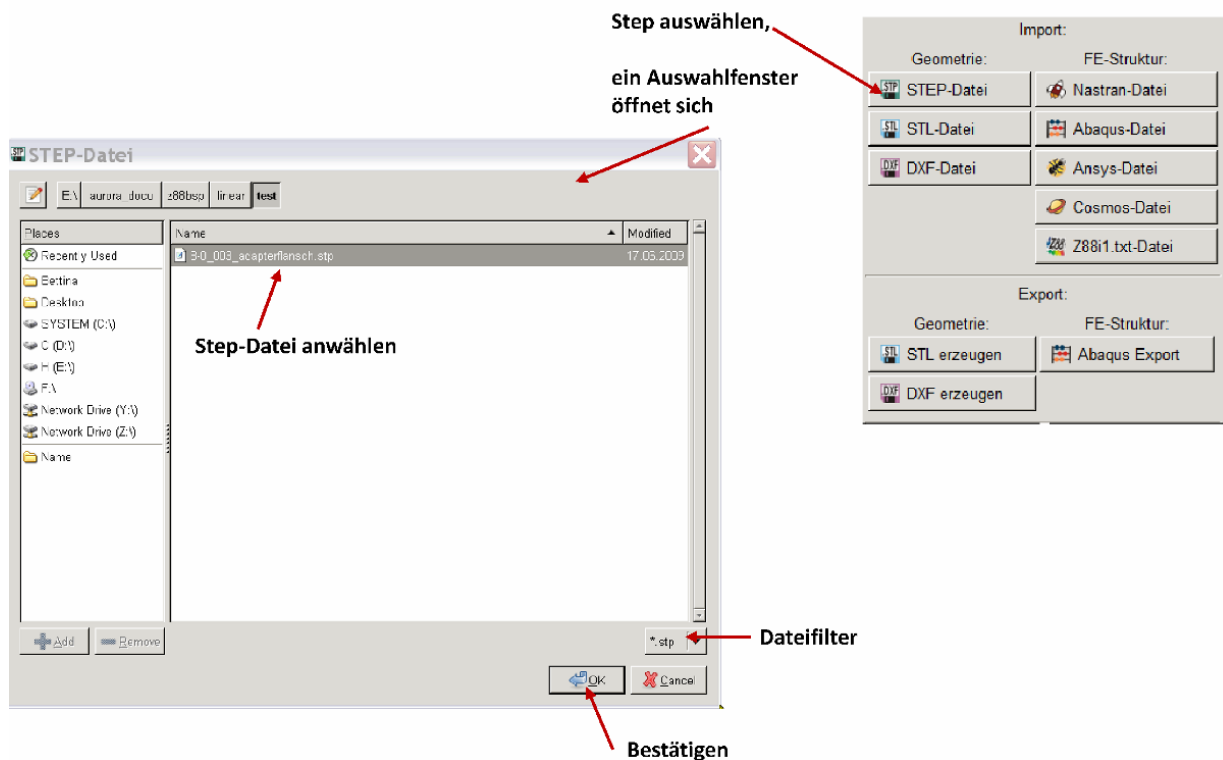 Step auswählen,
ein Auswahlfenster
öffnet sich
Import:
Geometrie:
FE-Struktur:
STEP-Datei
Nastran-Datei
STL-Datei
Abaqus-Datei
DXF-Datei
Ansys-Datei
Cosmos-Datei
Z88i1.txt-Datei
Export:
Geometrie:
FE-Struktur:
STL erzeugen
Abaqus Export
DXF erzeugen
STEP-Datei
E:\ aurora docu z88bsp linear test
Places
Name
Modified
Recently Used
17.06.2009
Bettina
Desktop
SYSTEM (C:\)
(D:\)
(E:\)
F:\
Network Drive (Y:\)
Network Drive (Z:\)
Name
Step-Datei anwählen
Add
Remove
*.stp
Dateifilter
OK
Cancel
Bestätigen